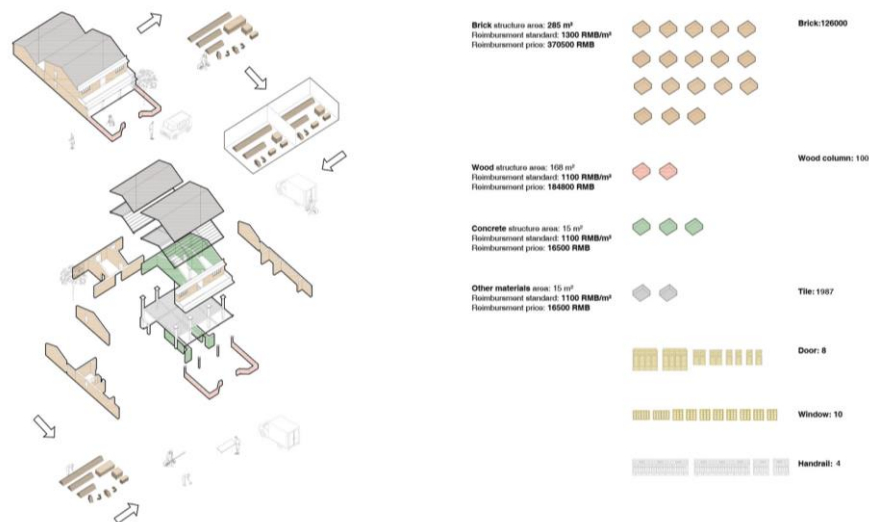 Brick structure area: 285 m²
Reimbursement standard: 1300 RMB/m²
Reimbursement price: 370500 RMB
Brick:126000
Wood structure area: 168 m²
Reimbursement standard: 1100 RMB/m²
Reimbursement price: 184800 RMB
Wood column: 100
Concrete structure area: 15 m²
Reimbursement standard: 1100 RMB/m²
Reimbursement price: 16500 RMB
Other materials area: 15 m²
Reimbursement standard: 1100 RMB/m²
Reimbursement price: 16500 RMB
Tile: 1987
Door: 8
Window: 10
Handrail: 4